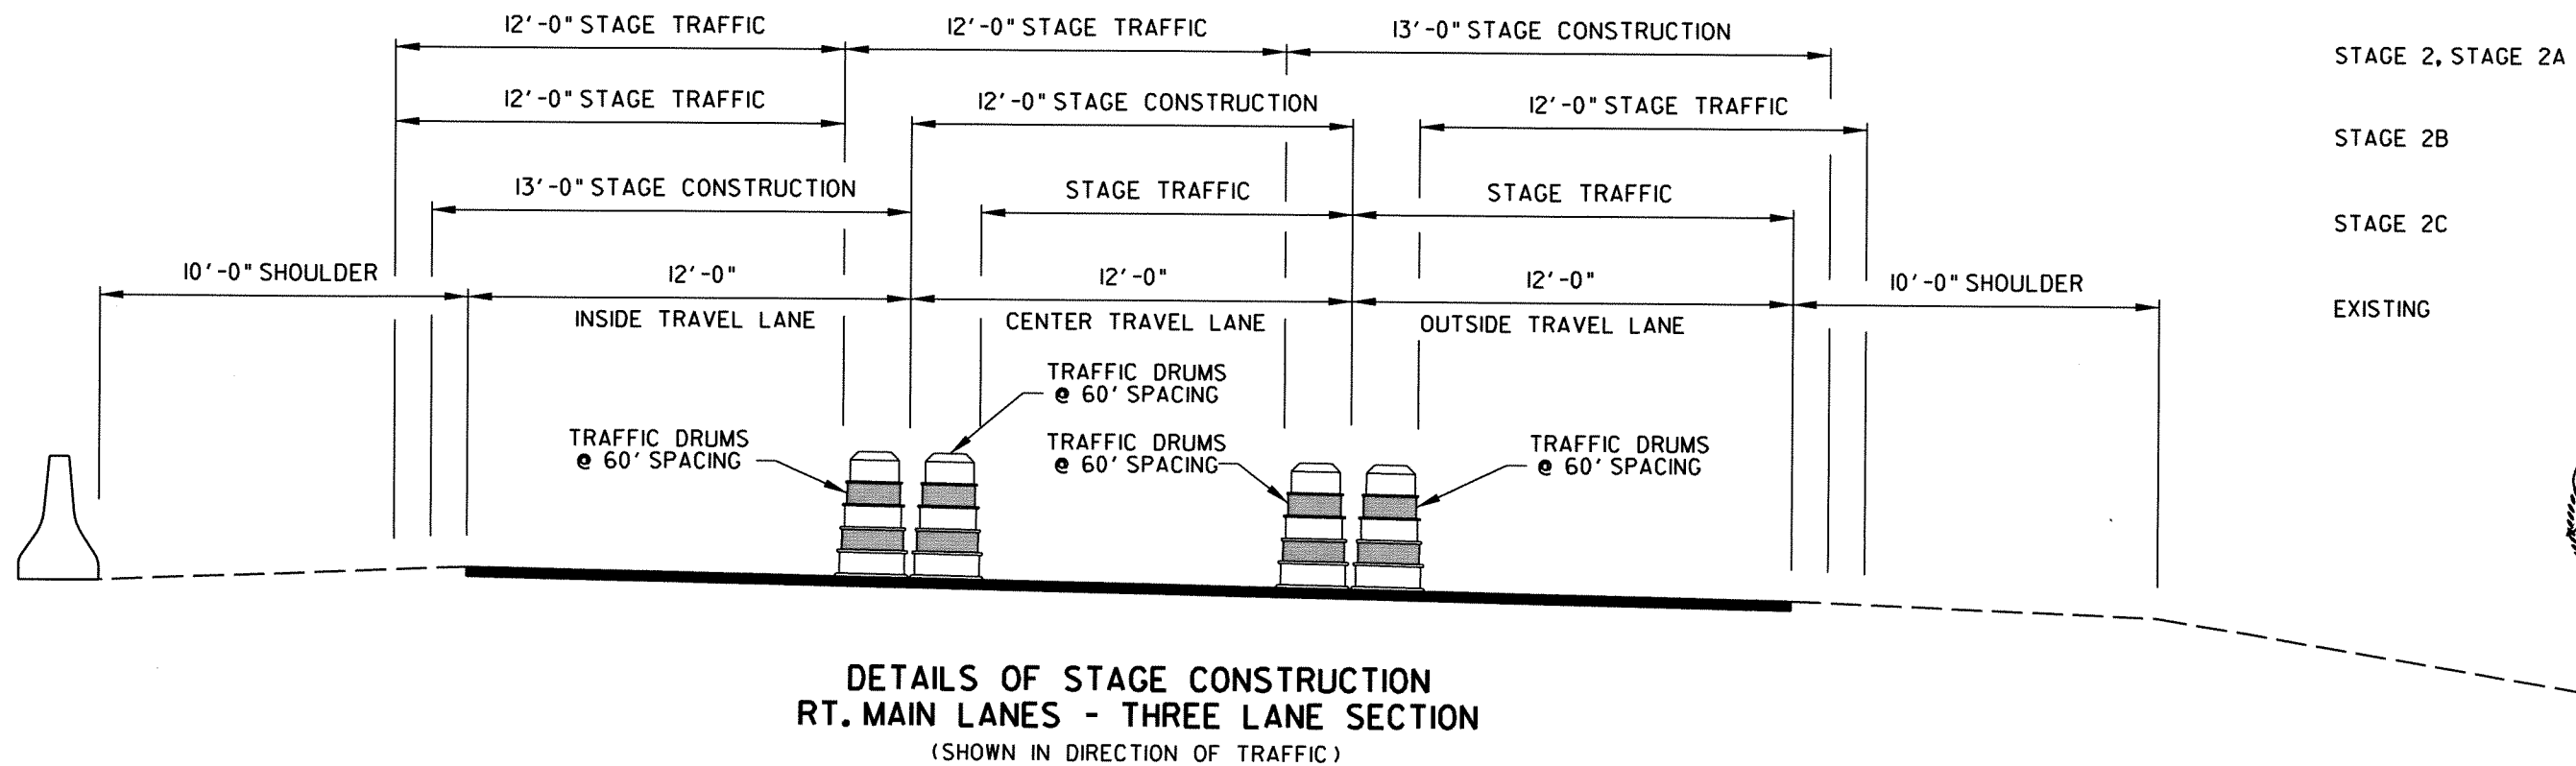 12'-0" STAGE TRAFFIC
12'-0" STAGE TRAFFIC
13'-0" STAGE CONSTRUCTION
STAGE 2, STAGE 2A
12'-0" STAGE TRAFFIC
12'-0" STAGE CONSTRUCTION
12'-0" STAGE TRAFFIC
STAGE 2B
13'-0" STAGE CONSTRUCTION
STAGE TRAFFIC
STAGE TRAFFIC
STAGE 2C
10'-0" SHOULDER
12'-0"
12'-0"
12'-0"
10'-0" SHOULDER
EXISTING
INSIDE TRAVEL LANE
CENTER TRAVEL LANE
OUTSIDE TRAVEL LANE
TRAFFIC DRUMS
@ 60' SPACING
TRAFFIC DRUMS
@ 60' SPACING
TRAFFIC DRUMS
@ 60' SPACING
TRAFFIC DRUMS
@ 60' SPACING
DETAILS OF STAGE CONSTRUCTION
RT. MAIN LANES - THREE LANE SECTION
(SHOWN IN DIRECTION OF TRAFFIC)